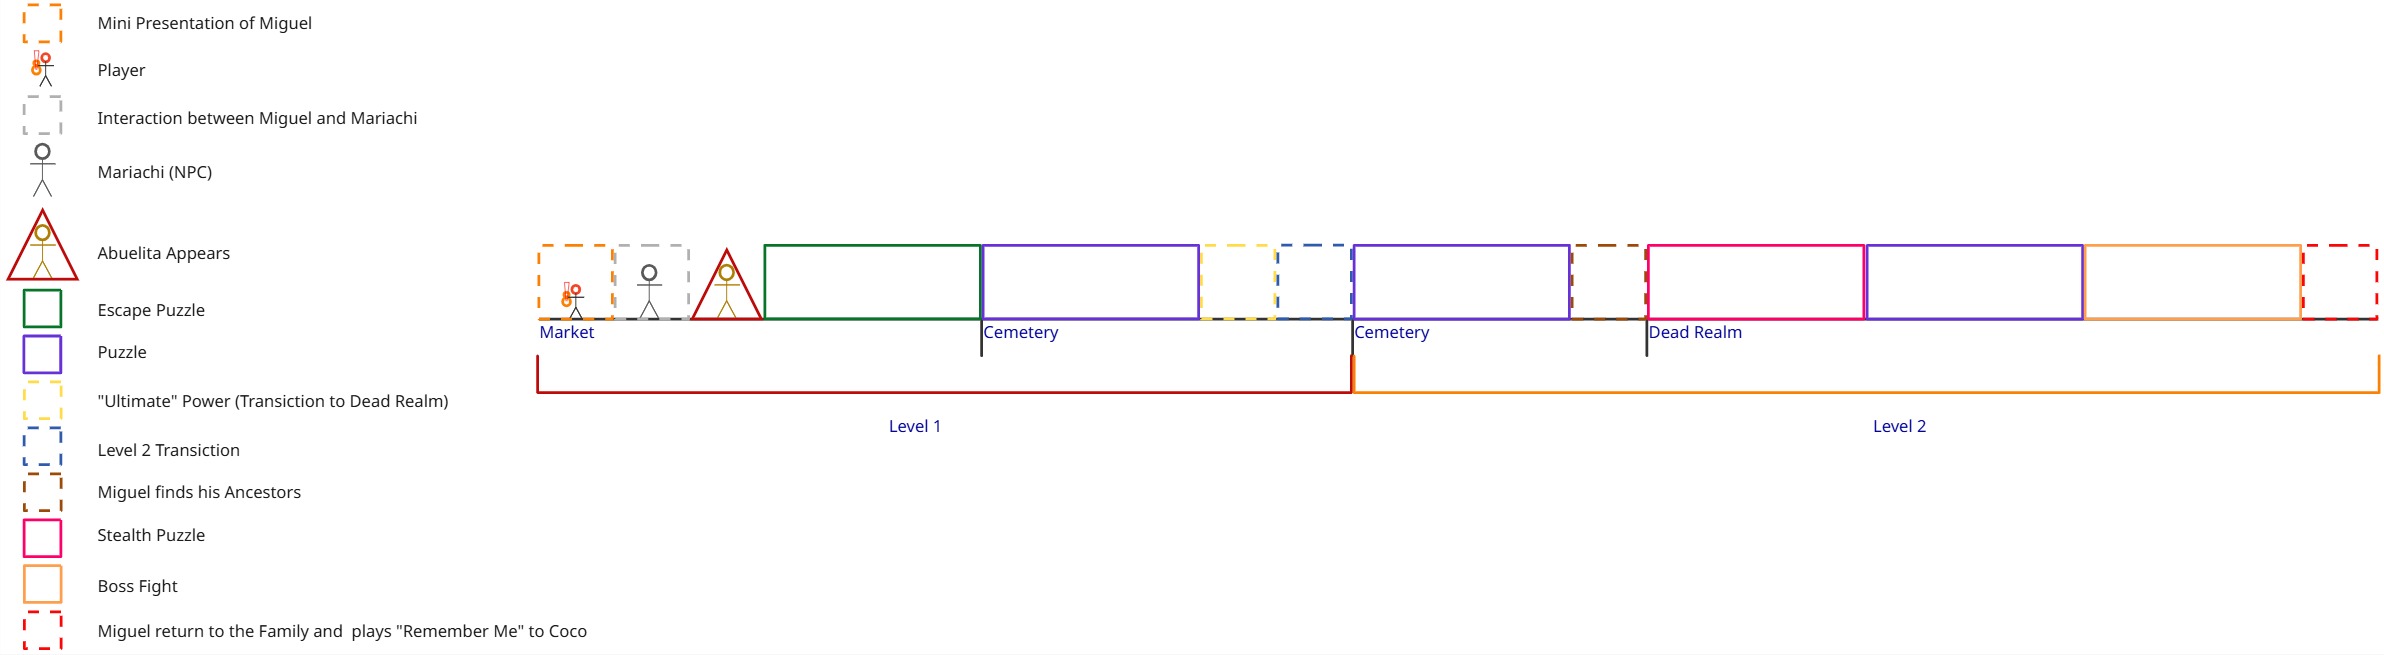 Mini Presentation of Miguel
Player
Interaction between Miguel and Mariachi
Mariachi (NPC)
Abuelita Appears
Escape Puzzle
Puzzle
"Ultimate" Power (Transiction to Dead Realm)
Level 2 Transiction
Miguel finds his Ancestors
Stealth Puzzle
Boss Fight
Miguel return to the Family and  plays "Remember Me" to Coco
Market
Cemetery
Cemetery
Dead Realm
Level 1
Level 2